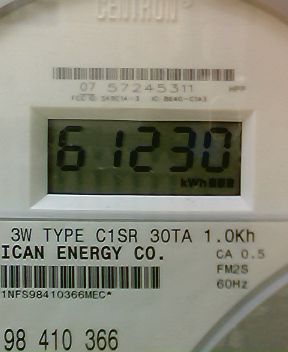 CENTRON
07 57245311
61230
kWh
3W TYPE C1SR 30TA 1.0Kh
ICAN ENERGY CO.
CA 0.5
FM2S
60Hz
1NFS98410366MEC*
98 410 366